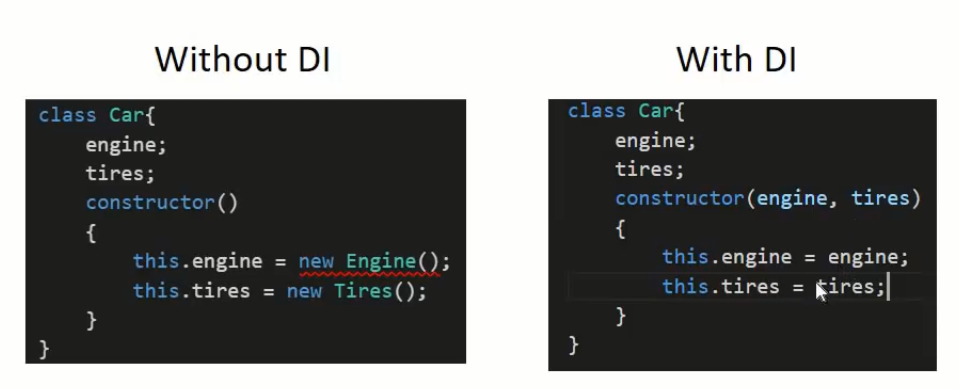 Without DI
class Car{
    engine;
    tires;
    constructor()
    {
        this.engine = new Engine();
        this.tires = new Tires();
    }
}
With DI
class Car{
    engine;
    tires;
    constructor(engine, tires)
    {
        this.engine = engine;
        this.tires = tires;
    }
}